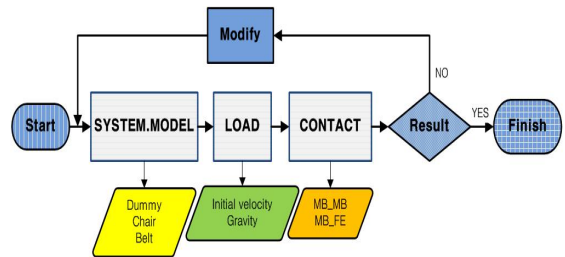 Modify
NO
Start
SYSTEM.MODEL
LOAD
CONTACT
Result
YES
Finish
Dummy
Chair
Belt
Initial velocity
Gravity
MB_MB
MB_FE